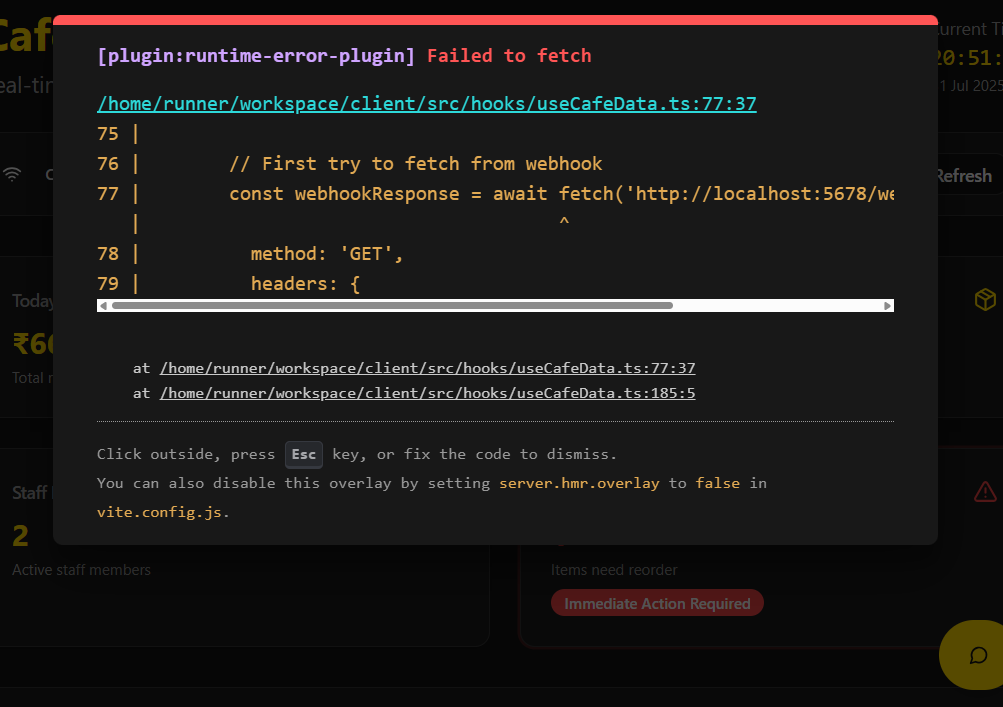 [plugin:runtime-error-plugin] Failed to fetch
/home/runner/workspace/client/src/hooks/useCafeData.ts:77:37
75 |
76 |        // First try to fetch from webhook
77 |        const webhookResponse = await fetch('http://localhost:5678/we
   |                                      ^
78 |          method: 'GET',
79 |          headers: {
at /home/runner/workspace/client/src/hooks/useCafeData.ts:77:37
at /home/runner/workspace/client/src/hooks/useCafeData.ts:185:5
Click outside, press Esc key, or fix the code to dismiss.
You can also disable this overlay by setting server.hmr.overlay to false in
vite.config.js.
Caf
eal-tim
urrent Ti
20:51:
1 Jul 2025
Refresh
Today
₹60
Total r
Staff
2
Active staff members
Items need reorder
Immediate Action Required